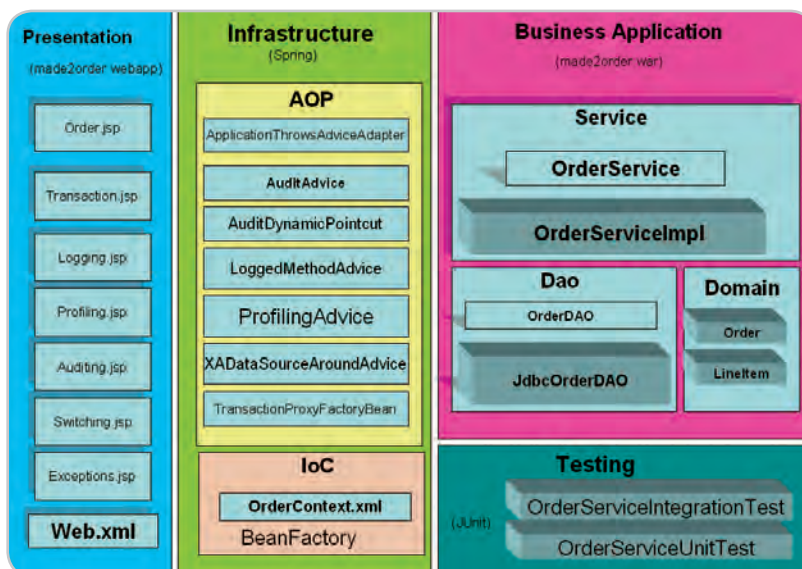 Presentation
(made2order webapp)
Order.jsp
Transaction.jsp
Logging.jsp
Profiling.jsp
Auditing.jsp
Switching.jsp
Exceptions.jsp
Web.xml
Infrastructure
(Spring)
AOP
ApplicationThrowsAdviceAdapter
AuditAdvice
AuditDynamicPointcut
LoggedMethodAdvice
ProfilingAdvice
XADataSourceAroundAdvice
TransactionProxyFactoryBean
IoC
OrderContext.xml
BeanFactory
Business Application
(made2order war)
Service
OrderService
OrderServiceImpl
Dao
OrderDAO
JdbcOrderDAO
Domain
Order
LineItem
Testing
(JUnit)
OrderServiceIntegrationTest
OrderServiceUnitTest